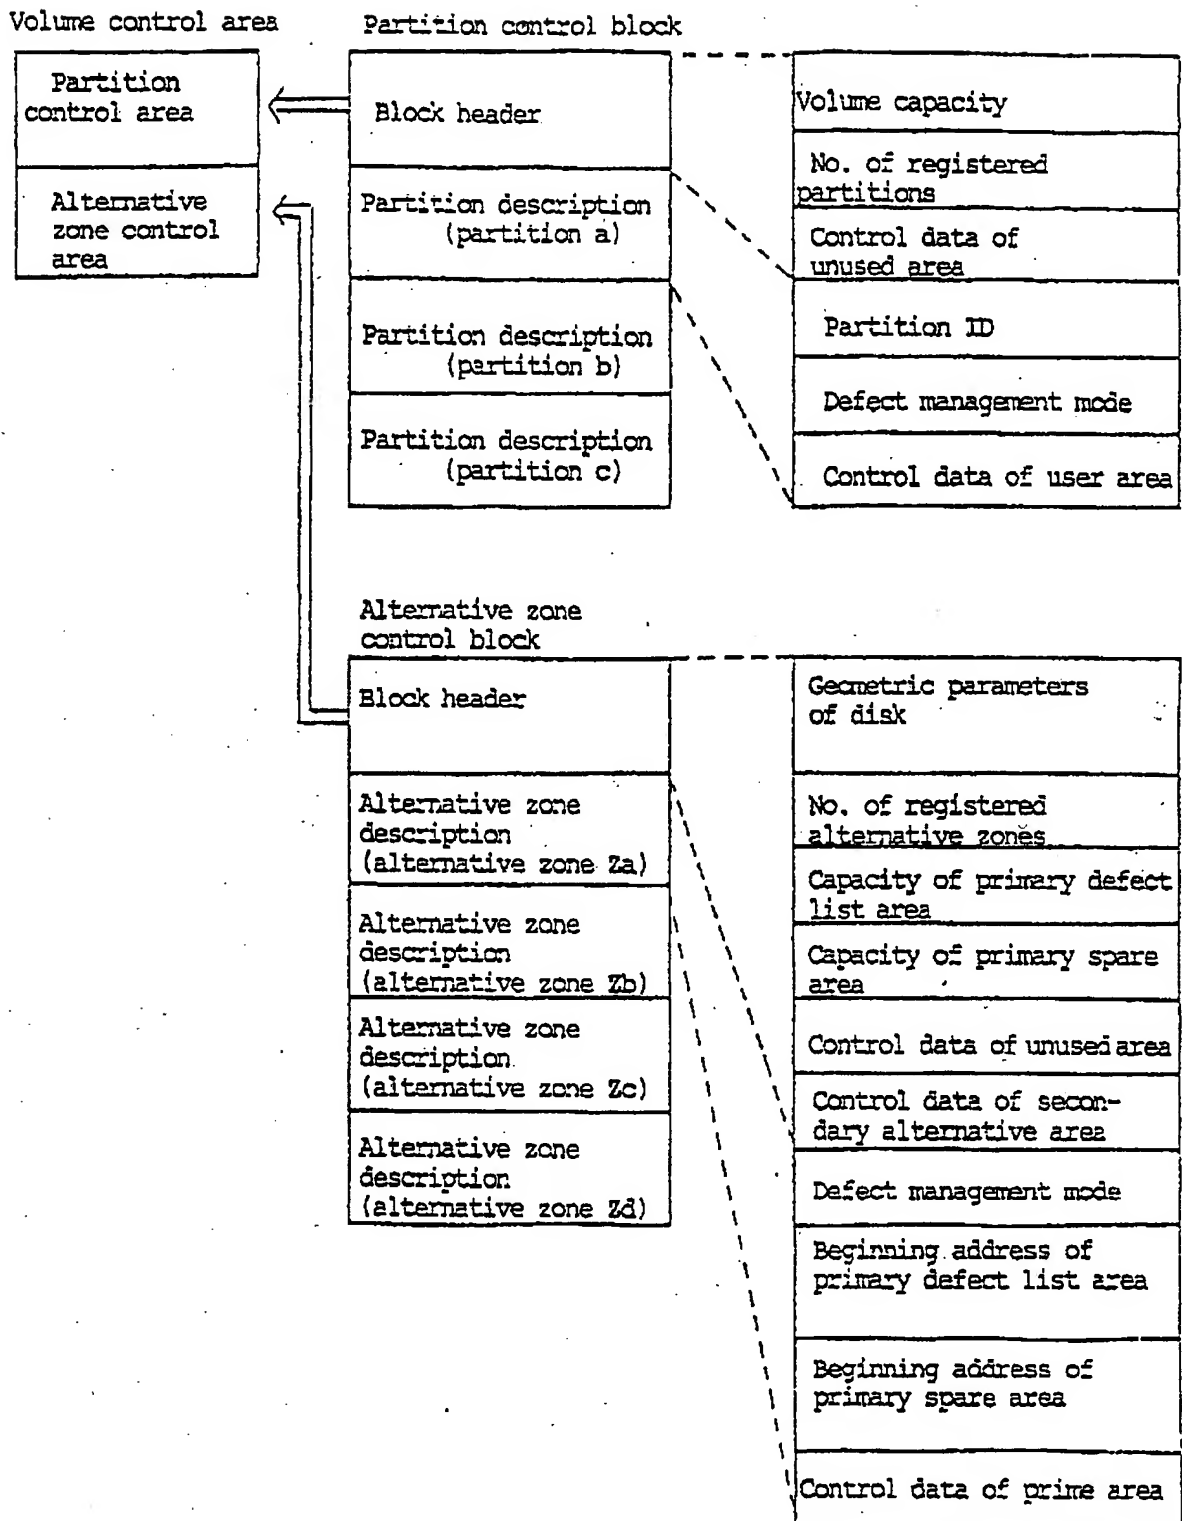 Volume control area
Partition
control area
Alternative
zone control
area
Partition control block
Block header
Partition description
(partition a)
Partition description
(partition b)
Partition description
(partition c)
Volume capacity
No. of registered
partitions
Control data of
unused area
Partition ID
Defect management mode
Control data of user area
Alternative zone
control block
Block header
Alternative zone
description
(alternative zone Za)
Alternative zone
description
(alternative zone Zb)
Alternative zone
description
(alternative zone Zc)
Alternative zone
description
(alternative zone Zd)
Geometric parameters
of disk
No. of registered
alternative zones
Capacity of primary defect
list area
Capacity of primary spare
area
Control data of unused area
Control data of secon-
dary alternative area
Defect management mode
Beginning address of
primary defect list area
Beginning address of
primary spare area
Control data of prime area